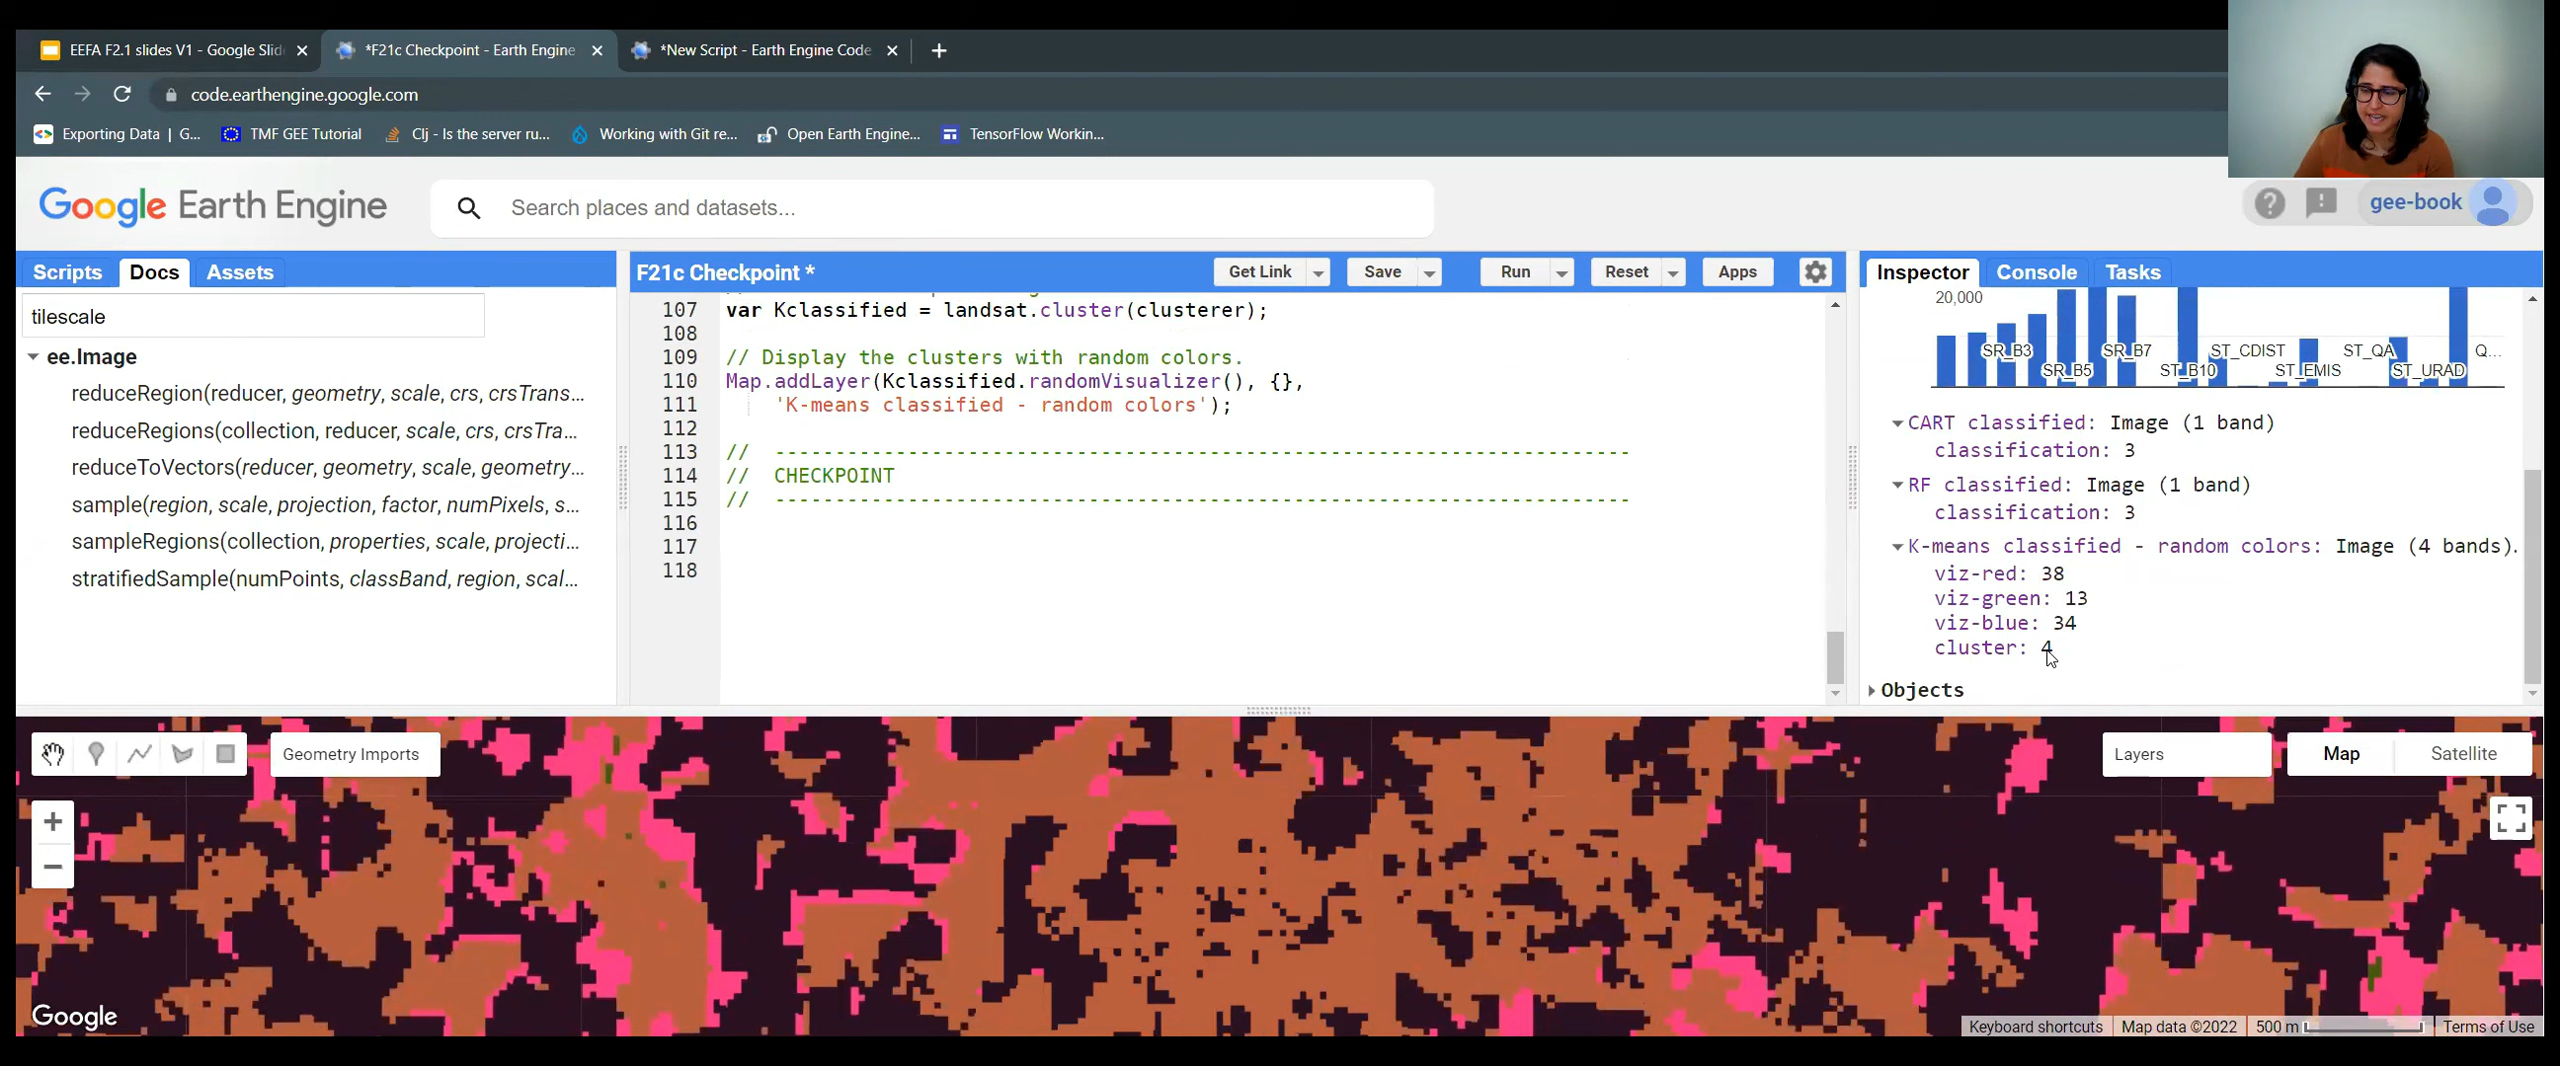 EEFA F2.1 slides V1 - Google Slid
*F21c Checkpoint - Earth Engine
*New Script - Earth Engine Code
code.earthengine.google.com
Exporting Data | G...
TMF GEE Tutorial
Clj - Is the server ru...
Working with Git re...
Open Earth Engine...
TensorFlow Workin...
Google Earth Engine
Search places and datasets...
gee-book
Scripts
Docs
Assets
tilescale
ee.Image
reduceRegion(reducer, geometry, scale, crs, crsTrans...
reduceRegions(collection, reducer, scale, crs, crsTra...
reduceToVectors(reducer, geometry, scale, geometry...
sample(region, scale, projection, factor, numPixels, s...
sampleRegions(collection, properties, scale, projecti...
stratifiedSample(numPoints, classBand, region, scal...
F21c Checkpoint *
Get Link
Save
Run
Reset
Apps
107 var Kclassified = landsat.cluster(clusterer);
108
109 // Display the clusters with random colors.
110 Map.addLayer(Kclassified.randomVisualizer(), {},
111 'K-means classified - random colors');
112
113 // -----------------------------------------------------------------------
114 // CHECKPOINT
115 // -----------------------------------------------------------------------
116
117
118
Inspector
Console
Tasks
20,000
SR_B3
SR_B7
ST_CDIST
ST_QA
Q...
SR_B5
ST_B10
ST_EMIS
ST_URAD
CART classified: Image (1 band)
classification: 3
RF classified: Image (1 band)
classification: 3
K-means classified - random colors: Image (4 bands)
viz-red: 38
viz-green: 13
viz-blue: 34
cluster: 4
Objects
Geometry Imports
Layers
Map
Satellite
+
−
Google
Keyboard shortcuts
Map data ©2022
500 m
Terms of Use